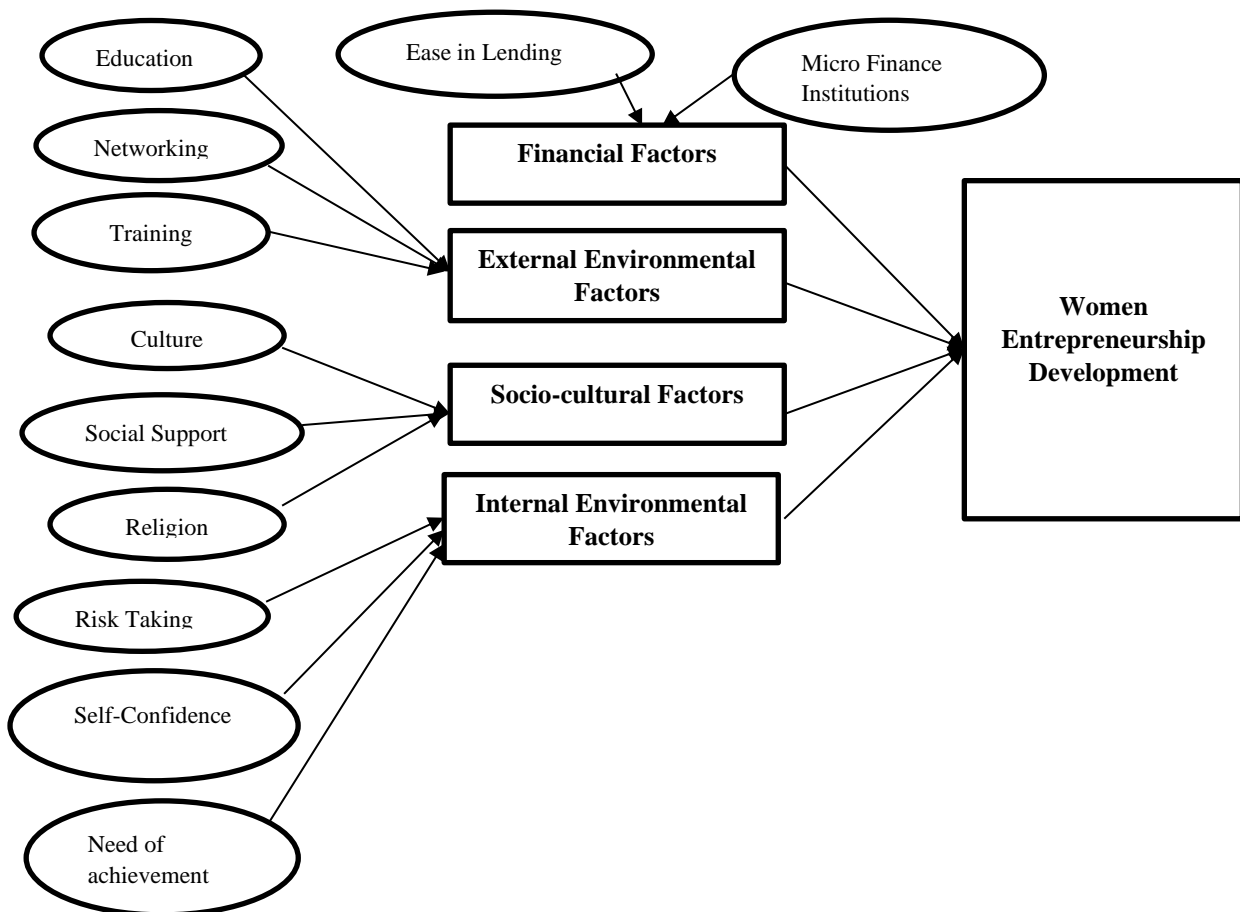 Education
Ease in Lending
Micro Finance
Institutions
Networking
Financial Factors
Training
External Environmental
Factors
Culture
Women
Entrepreneurship
Development
Socio-cultural Factors
Social Support
Internal Environmental
Factors
Religion
Risk Taking
Self-Confidence
Need of
achievement